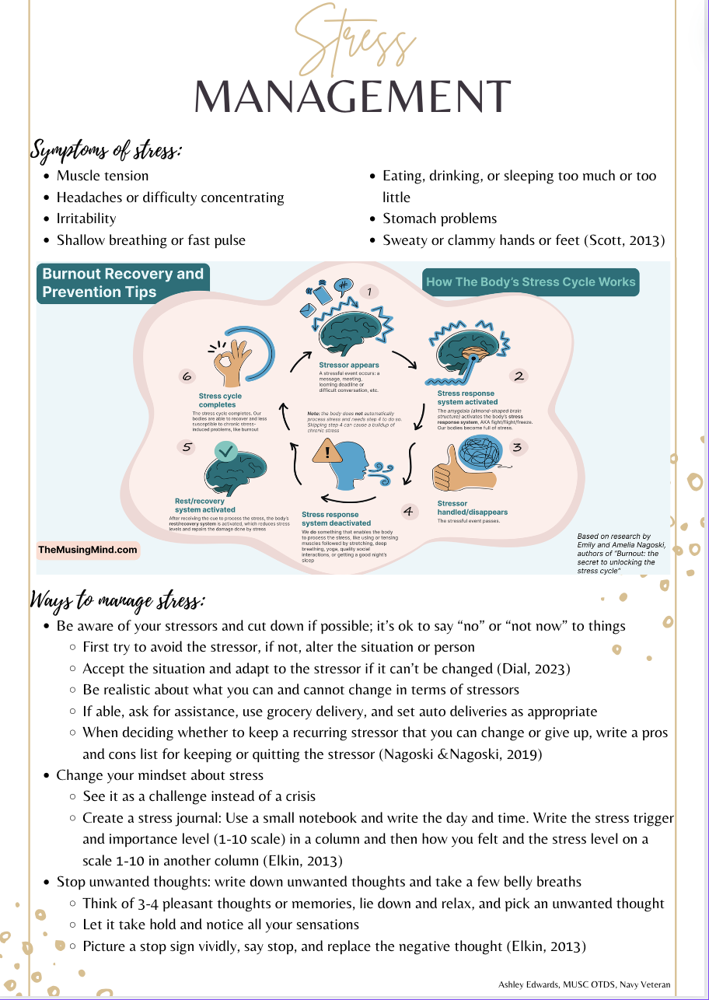 Stress
MANAGEMENT
Symptoms of stress:
• Muscle tension
• Headaches or difficulty concentrating
• Irritability
• Shallow breathing or fast pulse
• Eating, drinking, or sleeping too much or too
little
• Stomach problems
• Sweaty or clammy hands or feet (Scott, 2013)
Burnout Recovery and
Prevention Tips
How The Body's Stress Cycle Works
#
1
Stressor appears
A stressful event occurs: a
message, meeting,
looming deadline or
difficult conversation, etc.
2
Stress response
system activated
The amygdala (almond-shaped brain
structure) activates the body's stress
response system, AKA fight/flight/freeze.
Our bodies become full of stress.
3
Stressor
handled/disappears
The stressful event passes.
4
Stress response
system deactivated
We do something that enables the body
to process the stress, like using or tensing
muscles followed by stretching, deep
breathing, yoga, quality social
interactions, or getting a good night's
sleep
5
Rest/recovery
system activated
After receiving the cue to process the stress, the body's
rest/recovery system is activated, which reduces stress
levels and repairs the damage done by stress
6
Stress cycle
completes
The stress cycle completes. Our
bodies are able to recover and less
susceptible to chronic stress-
induced problems, like burnout
Note: the body does not automatically
process stress and needs step 4 to do so.
Skipping step 4 can cause a buildup of
chronic stress
!
TheMusingMind.com
Based on research by
Emily and Amelia Nagoski,
authors of "Burnout: the
secret to unlocking the
stress cycle"
Ways to manage stress:
• Be aware of your stressors and cut down if possible; it's ok to say “no” or “not now” to things
○ First try to avoid the stressor, if not, alter the situation or person
○ Accept the situation and adapt to the stressor if it can't be changed (Dial, 2023)
○ Be realistic about what you can and cannot change in terms of stressors
○ If able, ask for assistance, use grocery delivery, and set auto deliveries as appropriate
○ When deciding whether to keep a recurring stressor that you can change or give up, write a pros
and cons list for keeping or quitting the stressor (Nagoski &Nagoski, 2019)
• Change your mindset about stress
○ See it as a challenge instead of a crisis
○ Create a stress journal: Use a small notebook and write the day and time. Write the stress trigger
and importance level (1-10 scale) in a column and then how you felt and the stress level on a
scale 1-10 in another column (Elkin, 2013)
• Stop unwanted thoughts: write down unwanted thoughts and take a few belly breaths
○ Think of 3-4 pleasant thoughts or memories, lie down and relax, and pick an unwanted thought
○ Let it take hold and notice all your sensations
○ Picture a stop sign vividly, say stop, and replace the negative thought (Elkin, 2013)
Ashley Edwards, MUSC OTDS, Navy Veteran